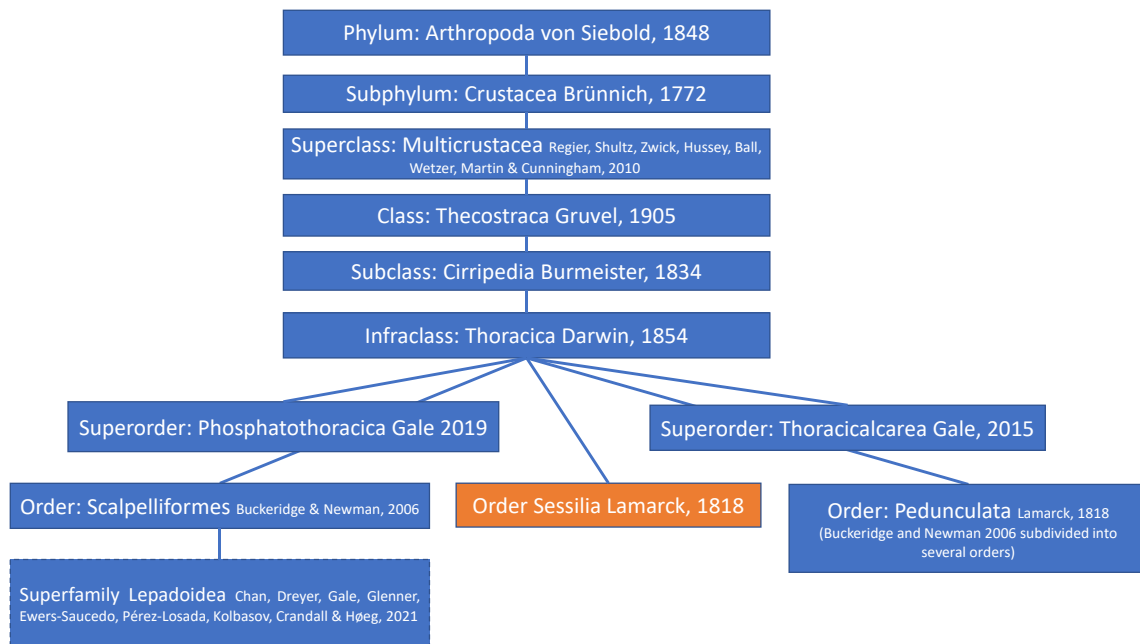 Phylum: Arthropoda von Siebold, 1848
Subphylum: Crustacea Brünnich, 1772
Superclass: Multicrustacea Regier, Shultz, Zwick, Hussey, Ball,
Wetzer, Martin & Cunningham, 2010
Class: Thecostraca Gruvel, 1905
Subclass: Cirripedia Burmeister, 1834
Infraclass: Thoracica Darwin, 1854
Superorder: Phosphatothoracica Gale 2019
Superorder: Thoracicalcarea Gale, 2015
Order: Scalpelliformes Buckeridge & Newman, 2006
Order Sessilia Lamarck, 1818
Order: Pedunculata Lamarck, 1818
(Buckeridge and Newman 2006 subdivided into
several orders)
Superfamily Lepadoidea Chan, Dreyer, Gale, Glenner,
Ewers-Saucedo, Pérez-Losada, Kolbasov, Crandall & Høeg, 2021